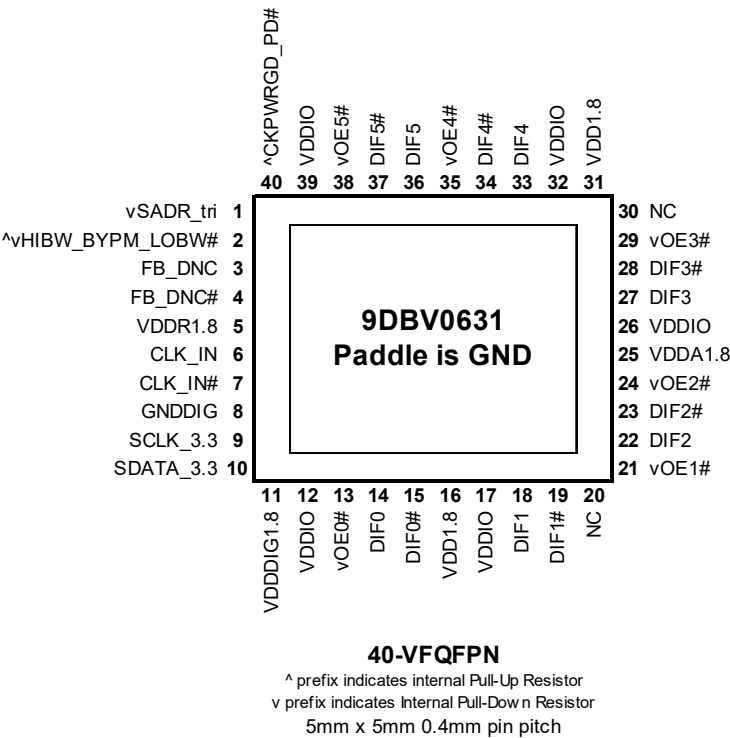 ^CKPWRGD_PD#
VDDIO
vOE5#
DIF5#
DIF5
vOE4#
DIF4#
DIF4
VDDIO
VDD1.8
40 39 38 37 36 35 34 33 32 31
vSADR_tri 1
^vHIBW_BYPM_LOBW# 2
FB_DNC 3
FB_DNC# 4
VDDR1.8 5
CLK_IN 6
CLK_IN# 7
GNDDIG 8
SCLK_3.3 9
SDATA_3.3 10
9DBV0631
Paddle is GND
30 NC
29 vOE3#
28 DIF3#
27 DIF3
26 VDDIO
25 VDDA1.8
24 vOE2#
23 DIF2#
22 DIF2
21 vOE1#
11 12 13 14 15 16 17 18 19 20
VDDDIG1.8
VDDIO
vOE0#
DIF0
DIF0#
VDD1.8
VDDIO
DIF1
DIF1#
NC
40-VFQFPN
^ prefix indicates internal Pull-Up Resistor
v prefix indicates Internal Pull-Down Resistor
5mm x 5mm 0.4mm pin pitch